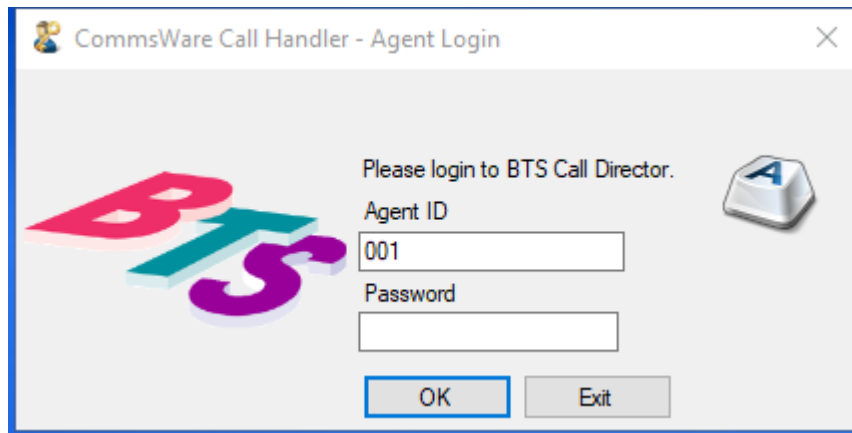 CommsWare Call Handler - Agent Login
BTS
Please login to BTS Call Director.
A
Agent ID
001
Password
OK
Exit